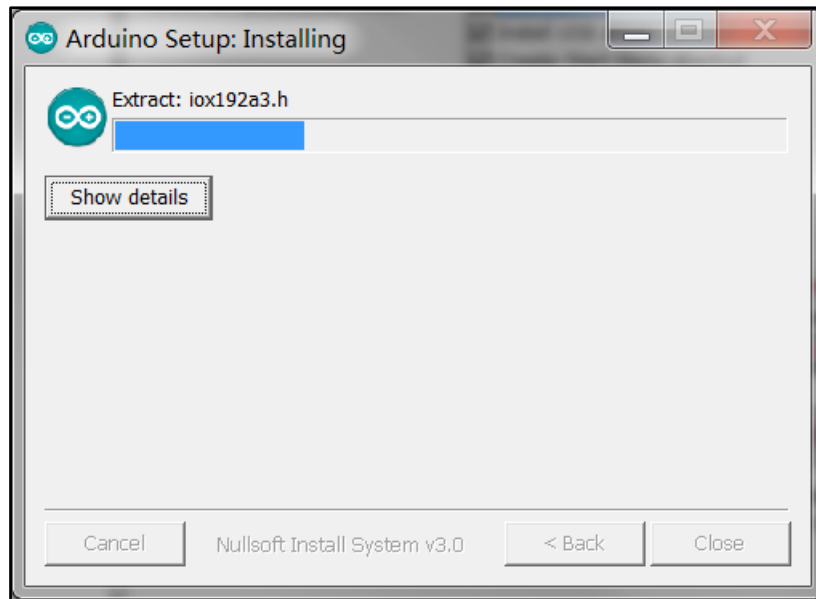 Arduino Setup: Installing
Extract: iox192a3.h
Show details
Cancel
Nullsoft Install System v3.0
< Back
Close